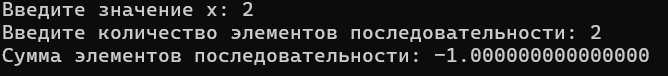 Введите значение x: 2
Введите количество элементов последовательности: 2
Сумма элементов последовательности: -1.000000000000000